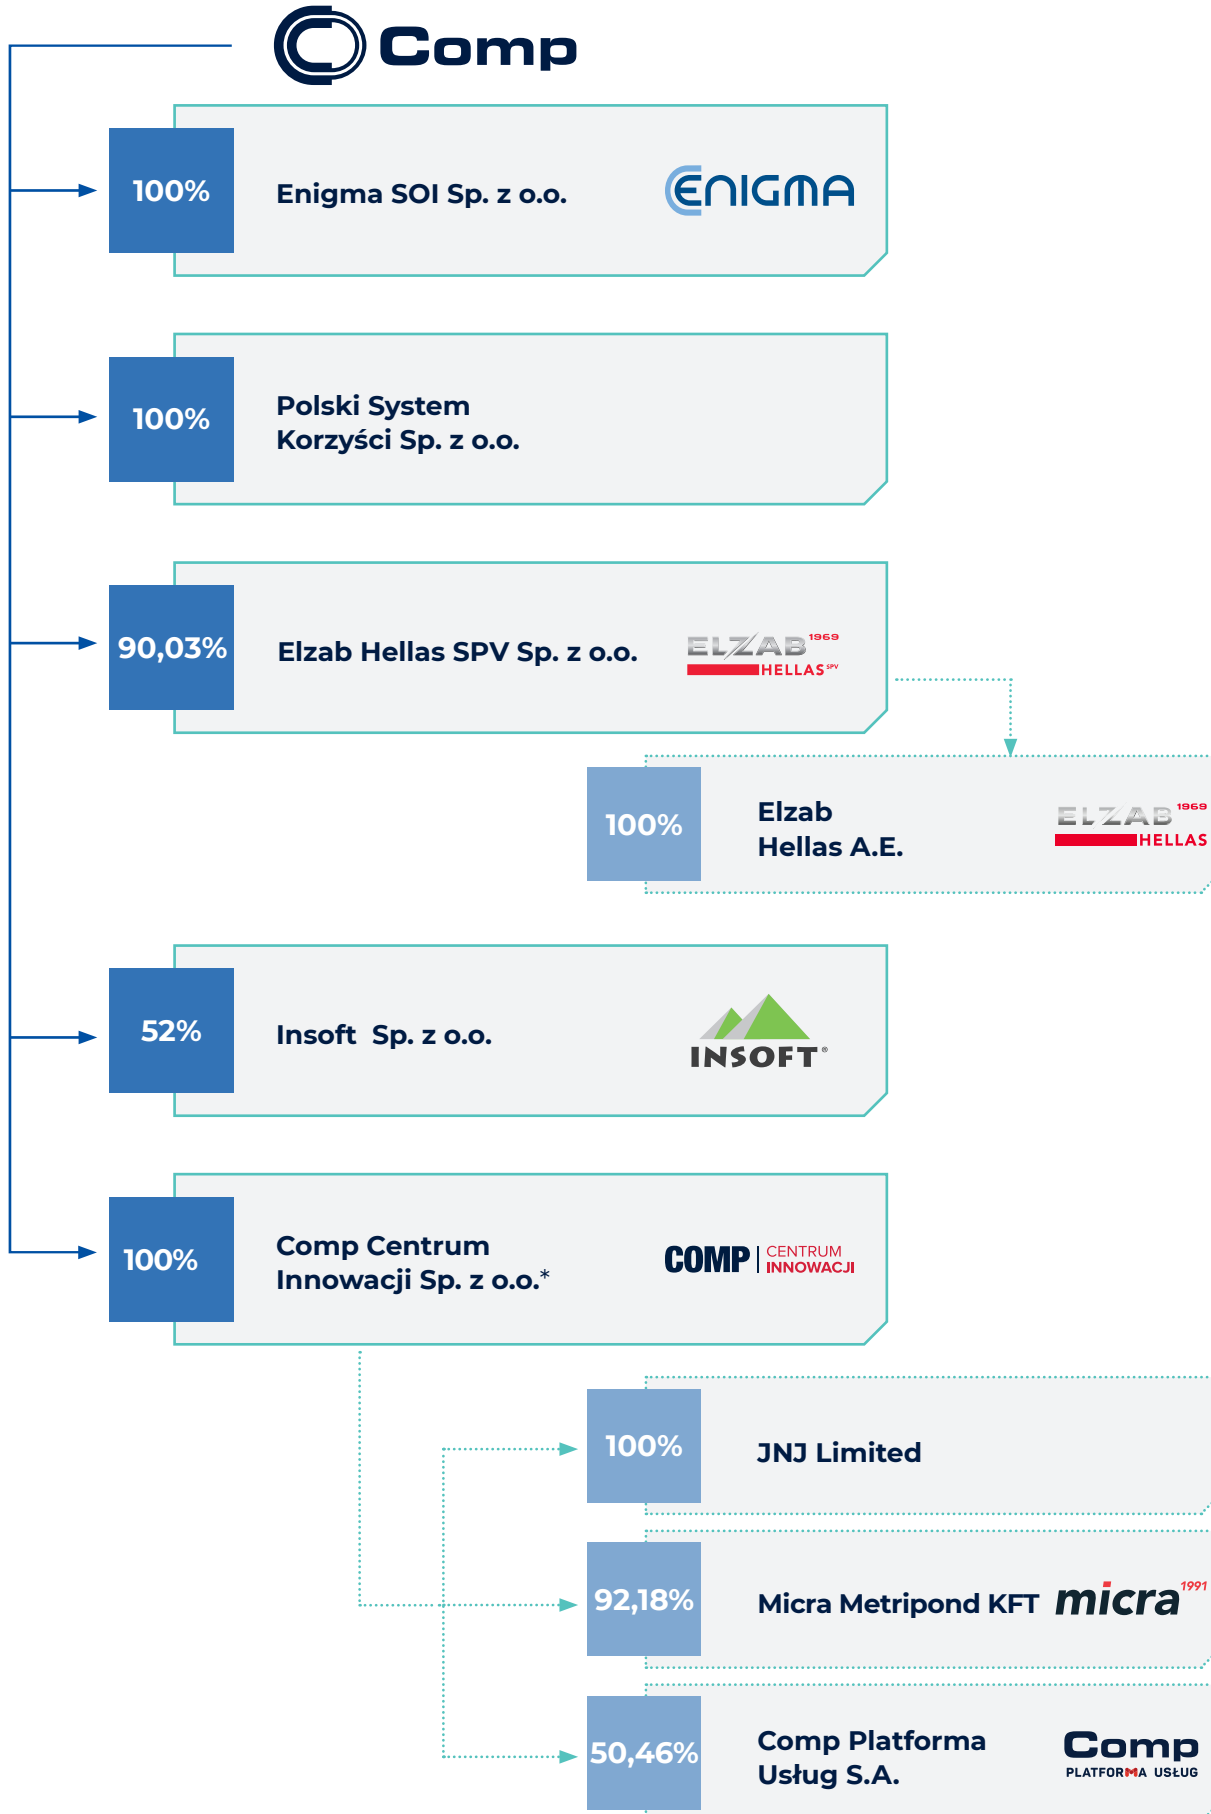 Comp
100%
Enigma SOI Sp. z o.o.
ENIGMA
100%
Polski System
Korzyści Sp. z o.o.
90,03%
Elzab Hellas SPV Sp. z o.o.
ELZAB 1969
HELLAS SPV
100%
Elzab
Hellas A.E.
ELZAB 1969
HELLAS
52%
Insoft Sp. z o.o.
INSOFT®
100%
Comp Centrum
Innowacji Sp. z o.o.*
COMP CENTRUM
INNOWACJI
100%
JNJ Limited
92,18%
Micra Metripond KFT
micra 1991
50,46%
Comp Platforma
Usług S.A.
Comp
PLATFORMA USŁUG